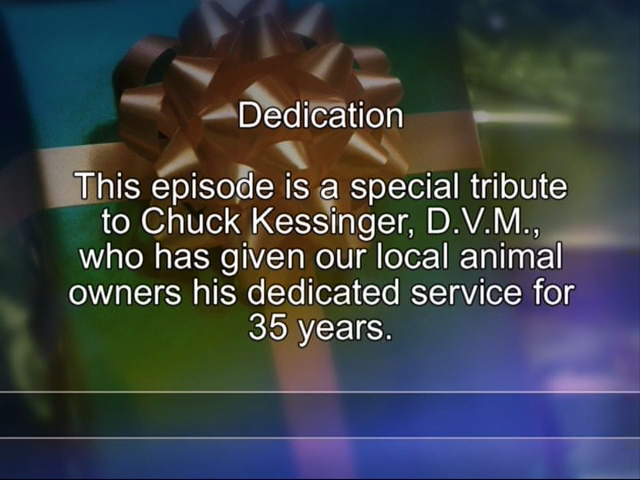 Dedication
This episode is a special tribute
to Chuck Kessinger, D.V.M.,
who has given our local animal
owners his dedicated service for
35 years.